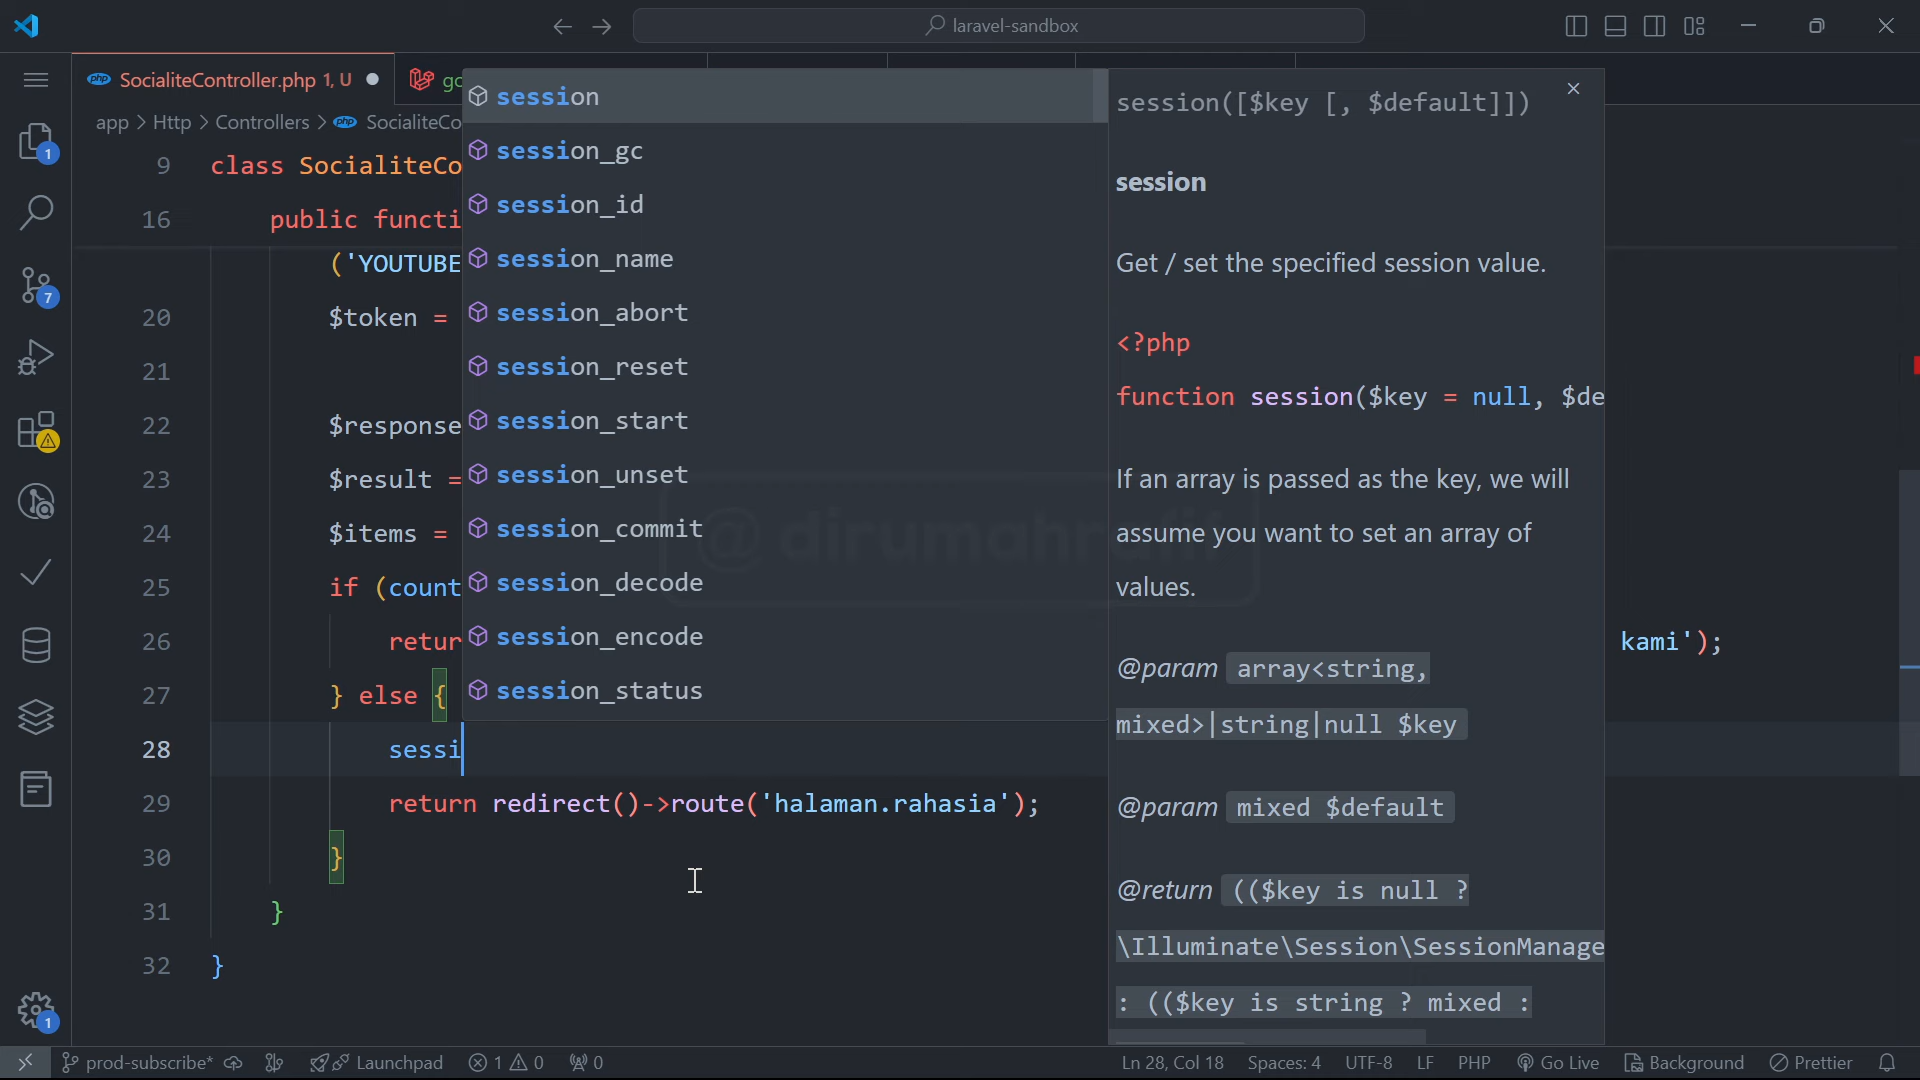 laravel-sandbox
SocialiteController.php 1, U
go
app > Http > Controllers > SocialiteCo
9 class SocialiteCo
16 public functi
('YOUTUBE
20 $token =
21
22 $response
23 $result =
24 $items =
25 if (count
26 retur
kami');
27 } else {
28 sessi
29 return redirect()->route('halaman.rahasia');
30 }
31 }
32 }
session
session_gc
session_id
session_name
session_abort
session_reset
session_start
session_unset
session_commit
session_decode
session_encode
session_status
session([$key [, $default]])
session
Get / set the specified session value.
<?php
function session($key = null, $de
If an array is passed as the key, we will
assume you want to set an array of
values.
@param array<string,
mixed>|string|null $key
@param mixed $default
@return (($key is null ?
\Illuminate\Session\SessionManage
: (($key is string ? mixed :
@dirumahrafif
1
7
1
prod-subscribe* Launchpad 1 0 0 Ln 28, Col 18 Spaces: 4 UTF-8 LF PHP Go Live Background Prettier